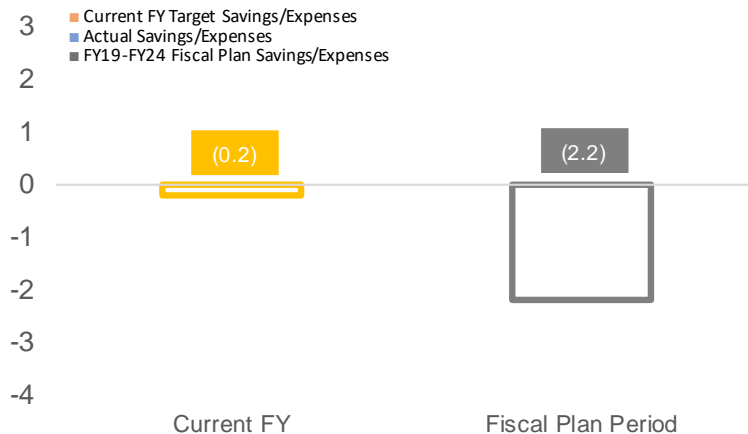 Current FY Target Savings/Expenses
Actual Savings/Expenses
FY19-FY24 Fiscal Plan Savings/Expenses
3
2
1
0
-1
-2
-3
-4
(0.2)
(2.2)
Current FY
Fiscal Plan Period